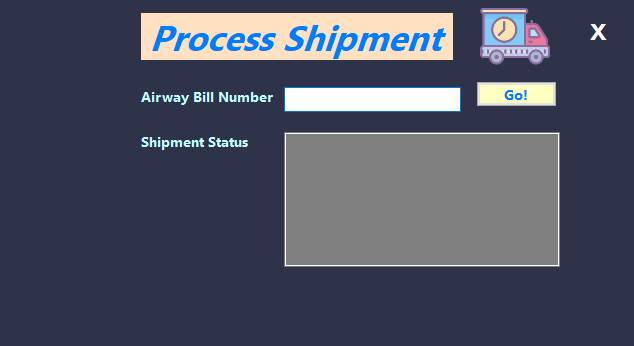 Process Shipment
X
Airway Bill Number
Go!
Shipment Status